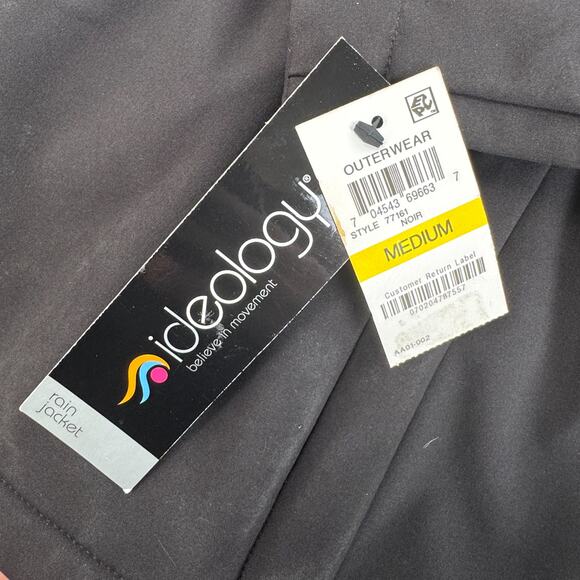 ideology®
believe in movement
rain
jacket
EPC
OUTERWEAR
7 04543 69663 7
STYLE 77161
NOIR
MEDIUM
Customer Return Label
070204787557
AA01-002